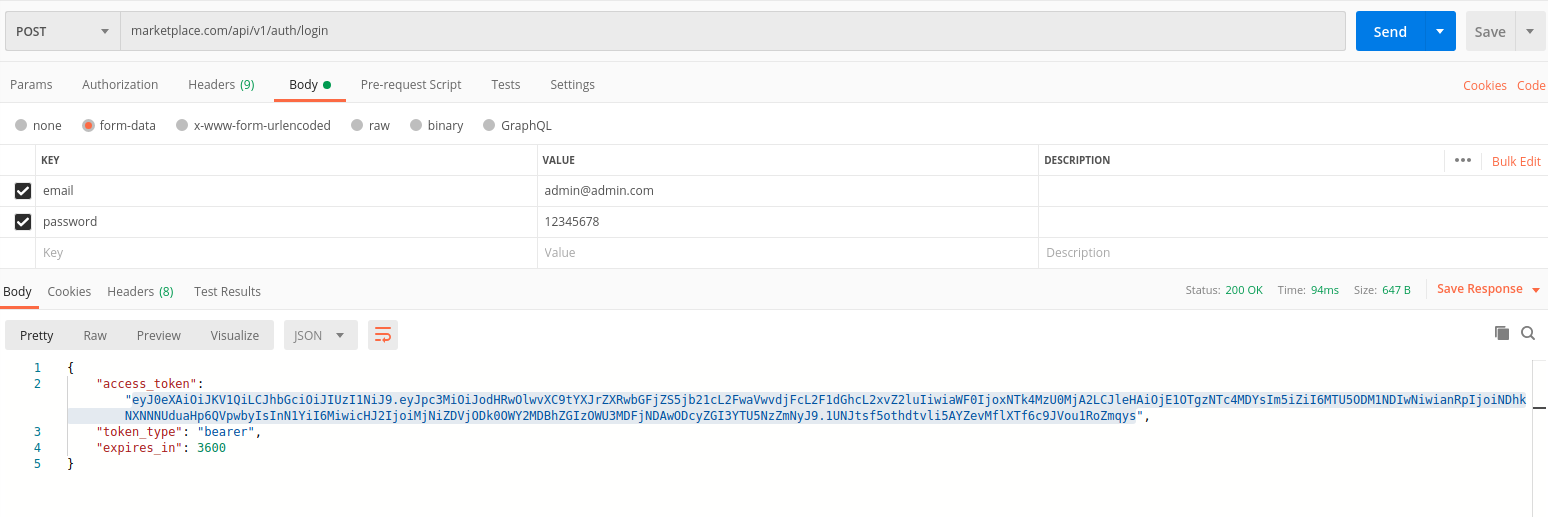 POST marketplace.com/api/v1/auth/login Send Save
Params Authorization Headers (9) Body Pre-request Script Tests Settings Cookies Code
none form-data x-www-form-urlencoded raw binary GraphQL
KEY VALUE DESCRIPTION ••• Bulk Edit
email admin@admin.com
password 12345678
Key Value Description
Body Cookies Headers (8) Test Results Status: 200 OK Time: 94ms Size: 647 B Save Response
Pretty Raw Preview Visualize JSON
1 {
2 "access_token":
"eyJ0eXAiOiJKV1QiLCJhbGciOiJIUzI1NiJ9.eyJpc3MiOiJodHRwOlwvXC9tYXJrZXRwbGFjZS5jb21cL2FwaVwvdjFcL2F1dGhcL2xvZ2luIiwiaWF0IjoxNTk4MzU0MjA2LCJleHAiOjE1OTgzNTc4MDYsIm5iZiI6MTU5ODM1NDIwNiwianRpIjoiNDhk
NXNNNUduaHp6QVpwbyIsInN1YiI6MiwicHJ2IjoiMjNiZDVjODk0OWY2MDBhZGIzOWU3MDFjNDAwODcyZGI3YTU5NzZmNyJ9.1UNJtsf5othdtvli5AYZevMflXTf6c9JVou1RoZmqys",
3 "token_type": "bearer",
4 "expires_in": 3600
5 }